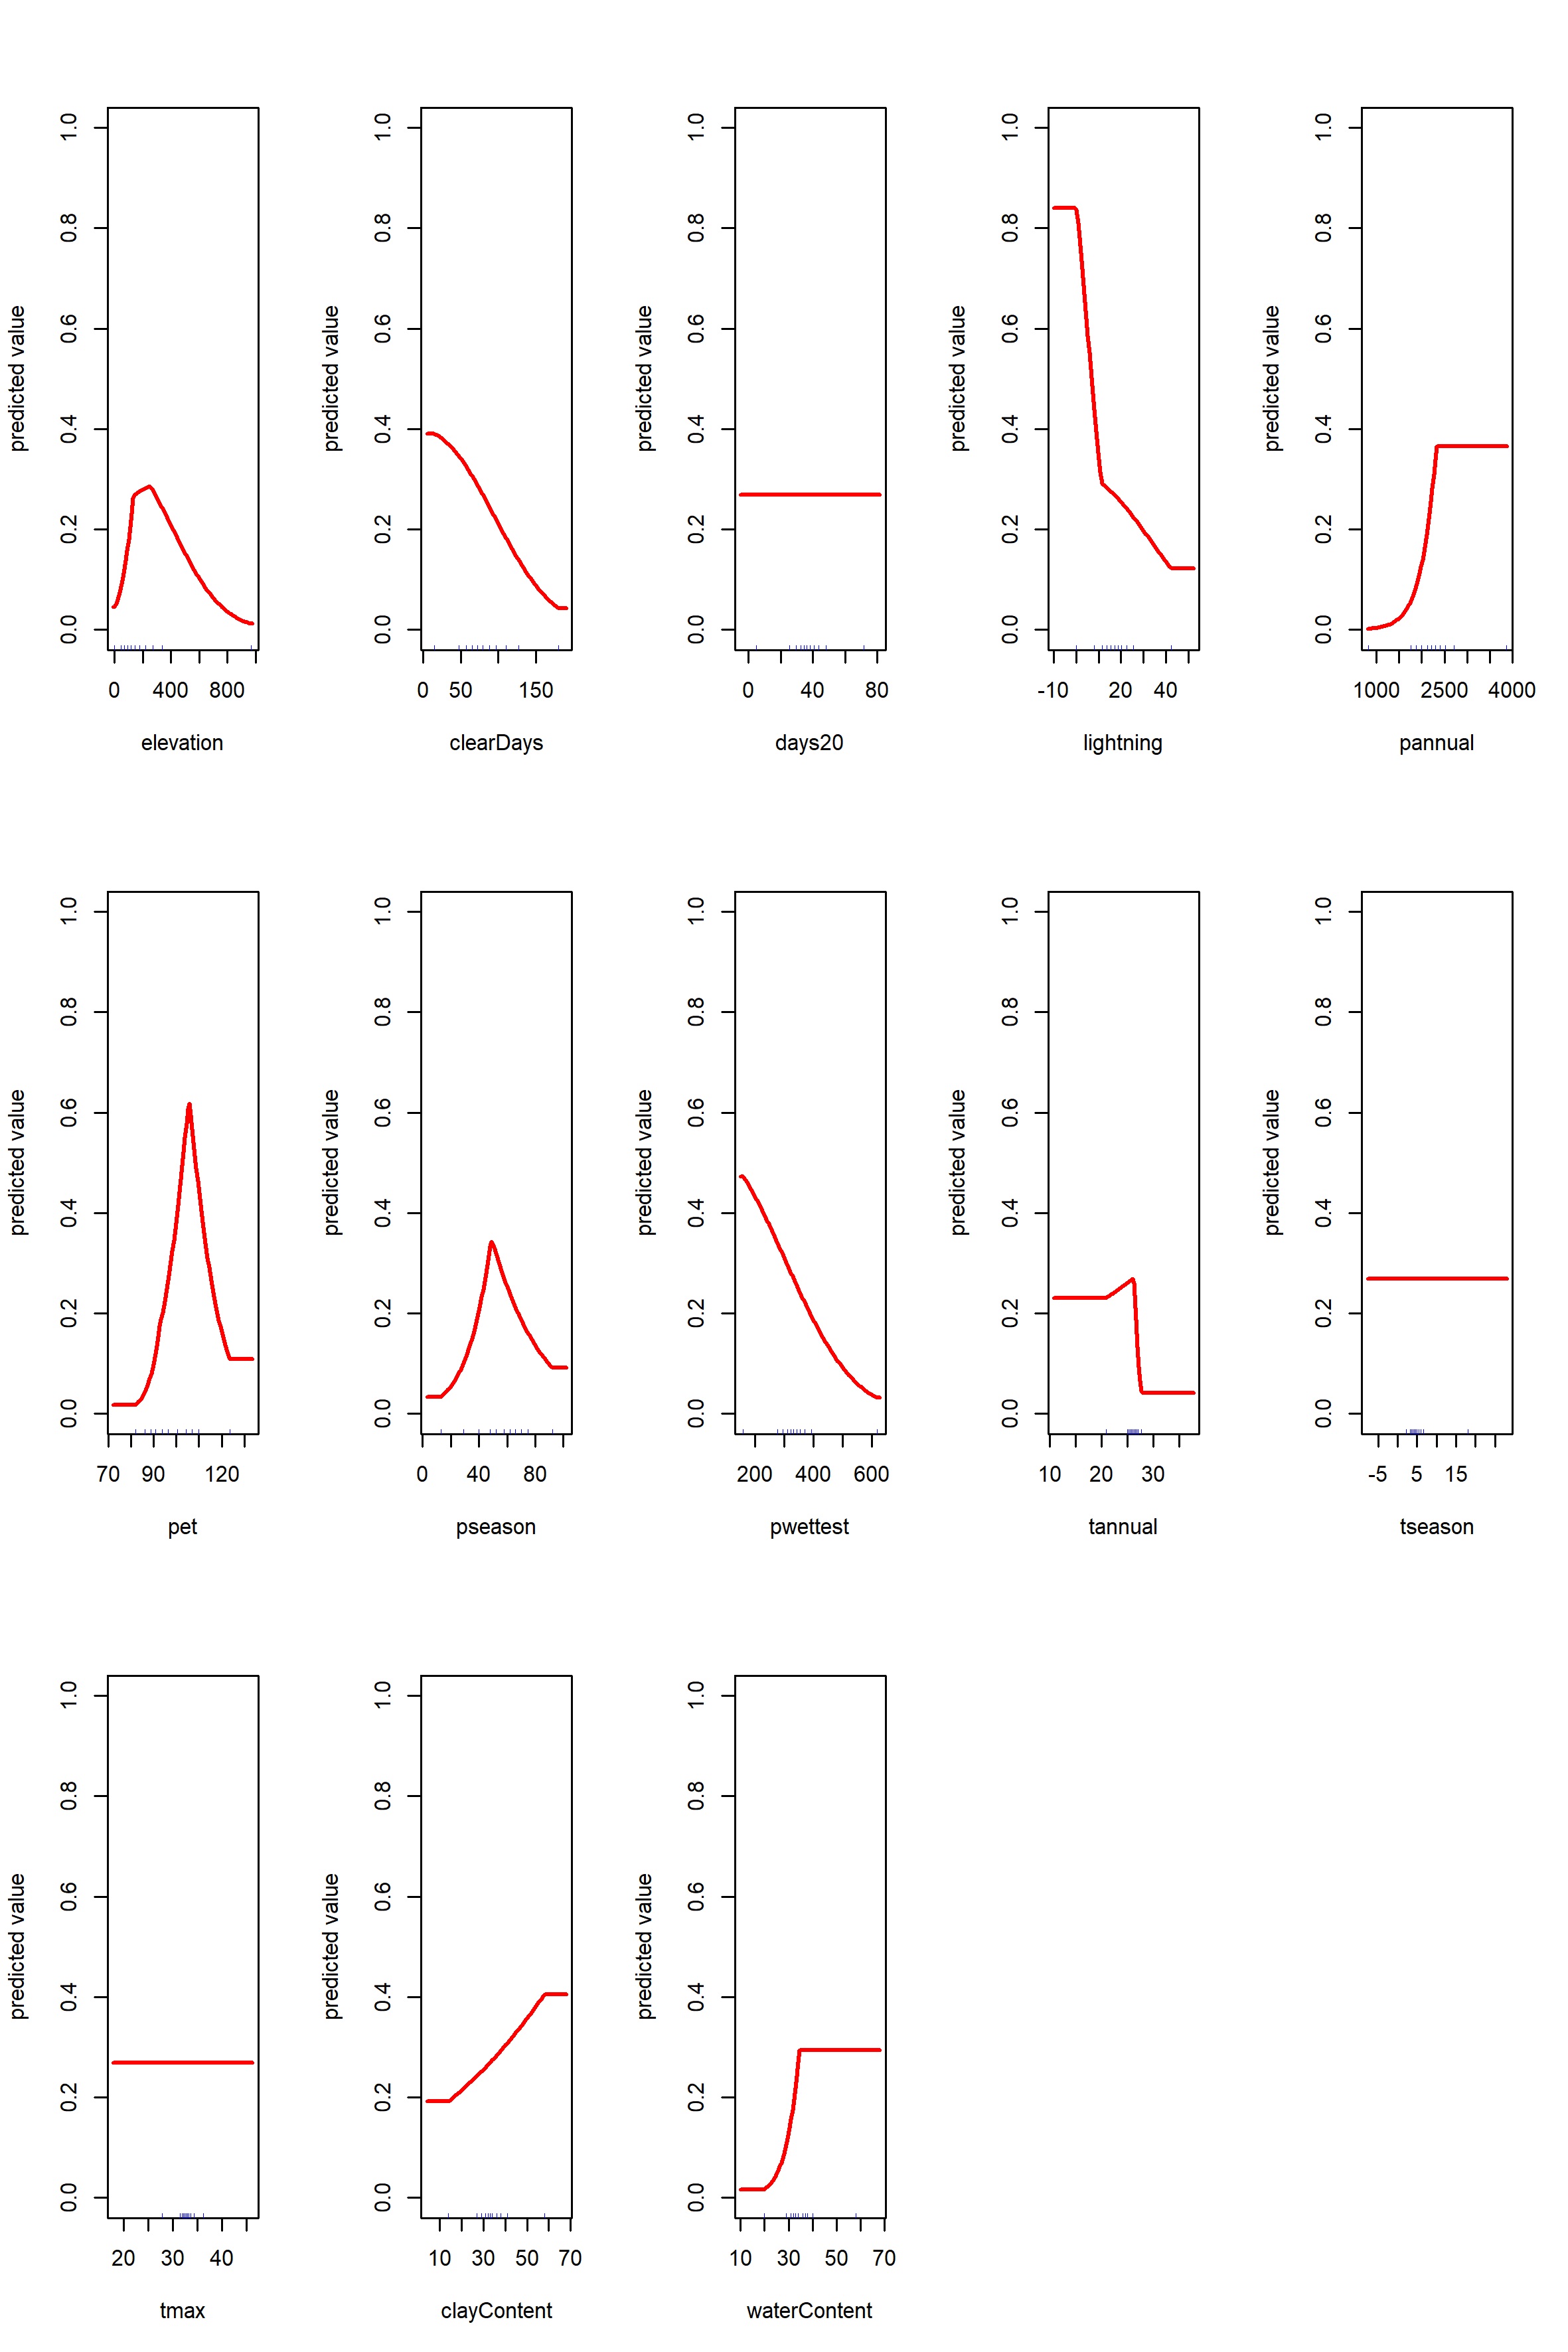 predicted value
0.0 0.2 0.4 0.6 0.8 1.0
0 400 800
elevation
predicted value
0.0 0.2 0.4 0.6 0.8 1.0
0 50 150
clearDays
predicted value
0.0 0.2 0.4 0.6 0.8 1.0
0 40 80
days20
predicted value
0.0 0.2 0.4 0.6 0.8 1.0
-10 20 40
lightning
predicted value
0.0 0.2 0.4 0.6 0.8 1.0
1000 2500 4000
pannual
predicted value
0.0 0.2 0.4 0.6 0.8 1.0
70 90 120
pet
predicted value
0.0 0.2 0.4 0.6 0.8 1.0
0 40 80
pseason
predicted value
0.0 0.2 0.4 0.6 0.8 1.0
200 400 600
pwettest
predicted value
0.0 0.2 0.4 0.6 0.8 1.0
10 20 30
tannual
predicted value
0.0 0.2 0.4 0.6 0.8 1.0
-5 5 15
tseason
predicted value
0.0 0.2 0.4 0.6 0.8 1.0
20 30 40
tmax
predicted value
0.0 0.2 0.4 0.6 0.8 1.0
10 30 50 70
clayContent
predicted value
0.0 0.2 0.4 0.6 0.8 1.0
10 30 50 70
waterContent